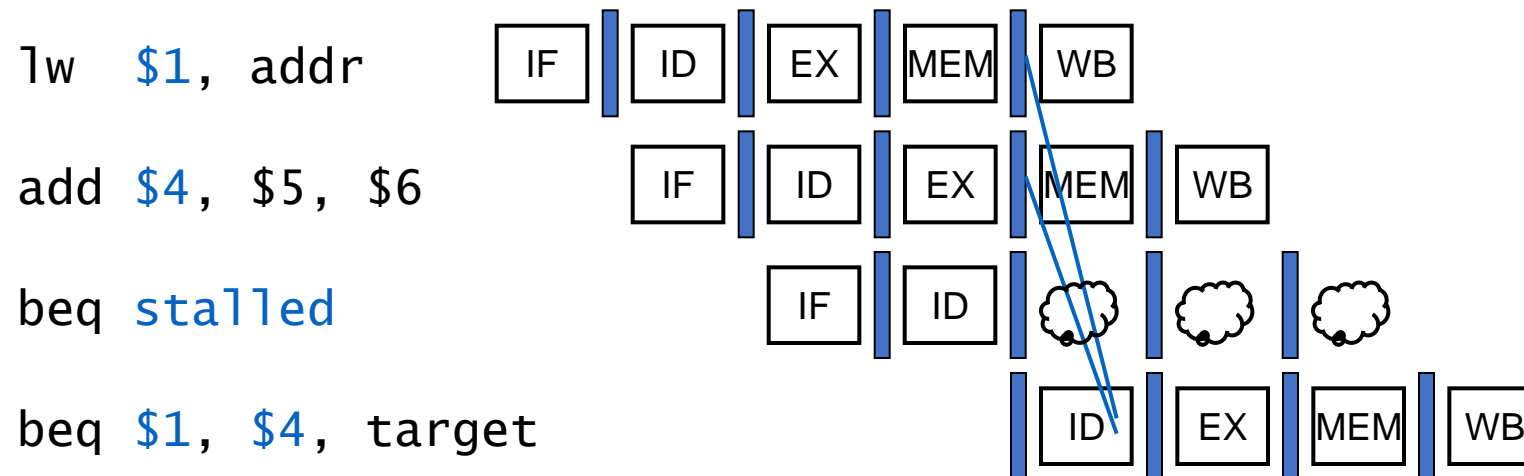 lw $1, addr IF ID EX MEM WB
add $4, $5, $6 IF ID EX MEM WB
beq stalled IF ID
beq $1, $4, target ID EX MEM WB